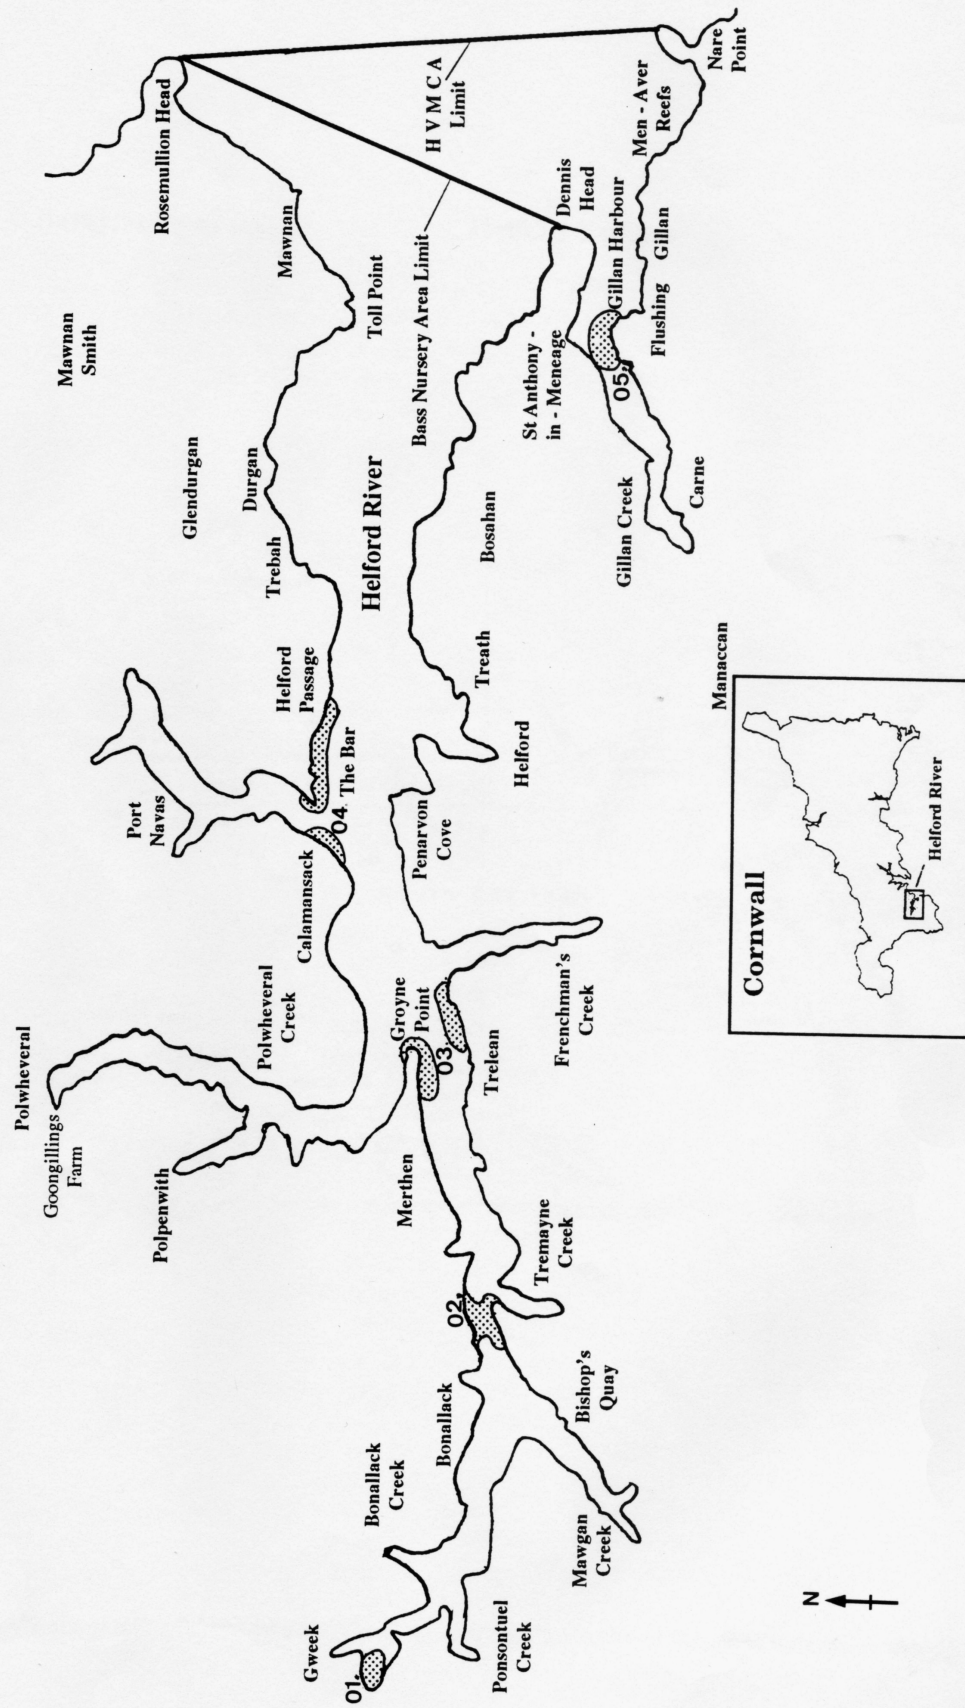 Rosemullion Head
Nare
Point
H V M C A
Limit
Men - Aver
Reefs
Mawnan
Smith
Mawnan
Toll Point
Bass Nursery Area Limit
Dennis
Head
Gillan Harbour
Gillan
Flushing
St Anthony -
in - Meneage
05.
Glendurgan
Durgan
Trebah
Helford River
Bosahan
Gillan Creek
Carne
Helford
Passage
The Bar
04.
Treath
Helford
Manaccan
Port
Navas
Calamansack
Penarvon
Cove
Polwheveral
Polwheveral
Creek
Groyne
Point
03.
Trelean
Frenchman's
Creek
Goongillings
Farm
Polpenwith
Merthen
Tremayne
Creek
02.
Bonallack
Bishop's
Quay
Bonallack
Creek
Mawgan
Creek
Gweek
01.
Ponsontuel
Creek
N
Cornwall
Helford River